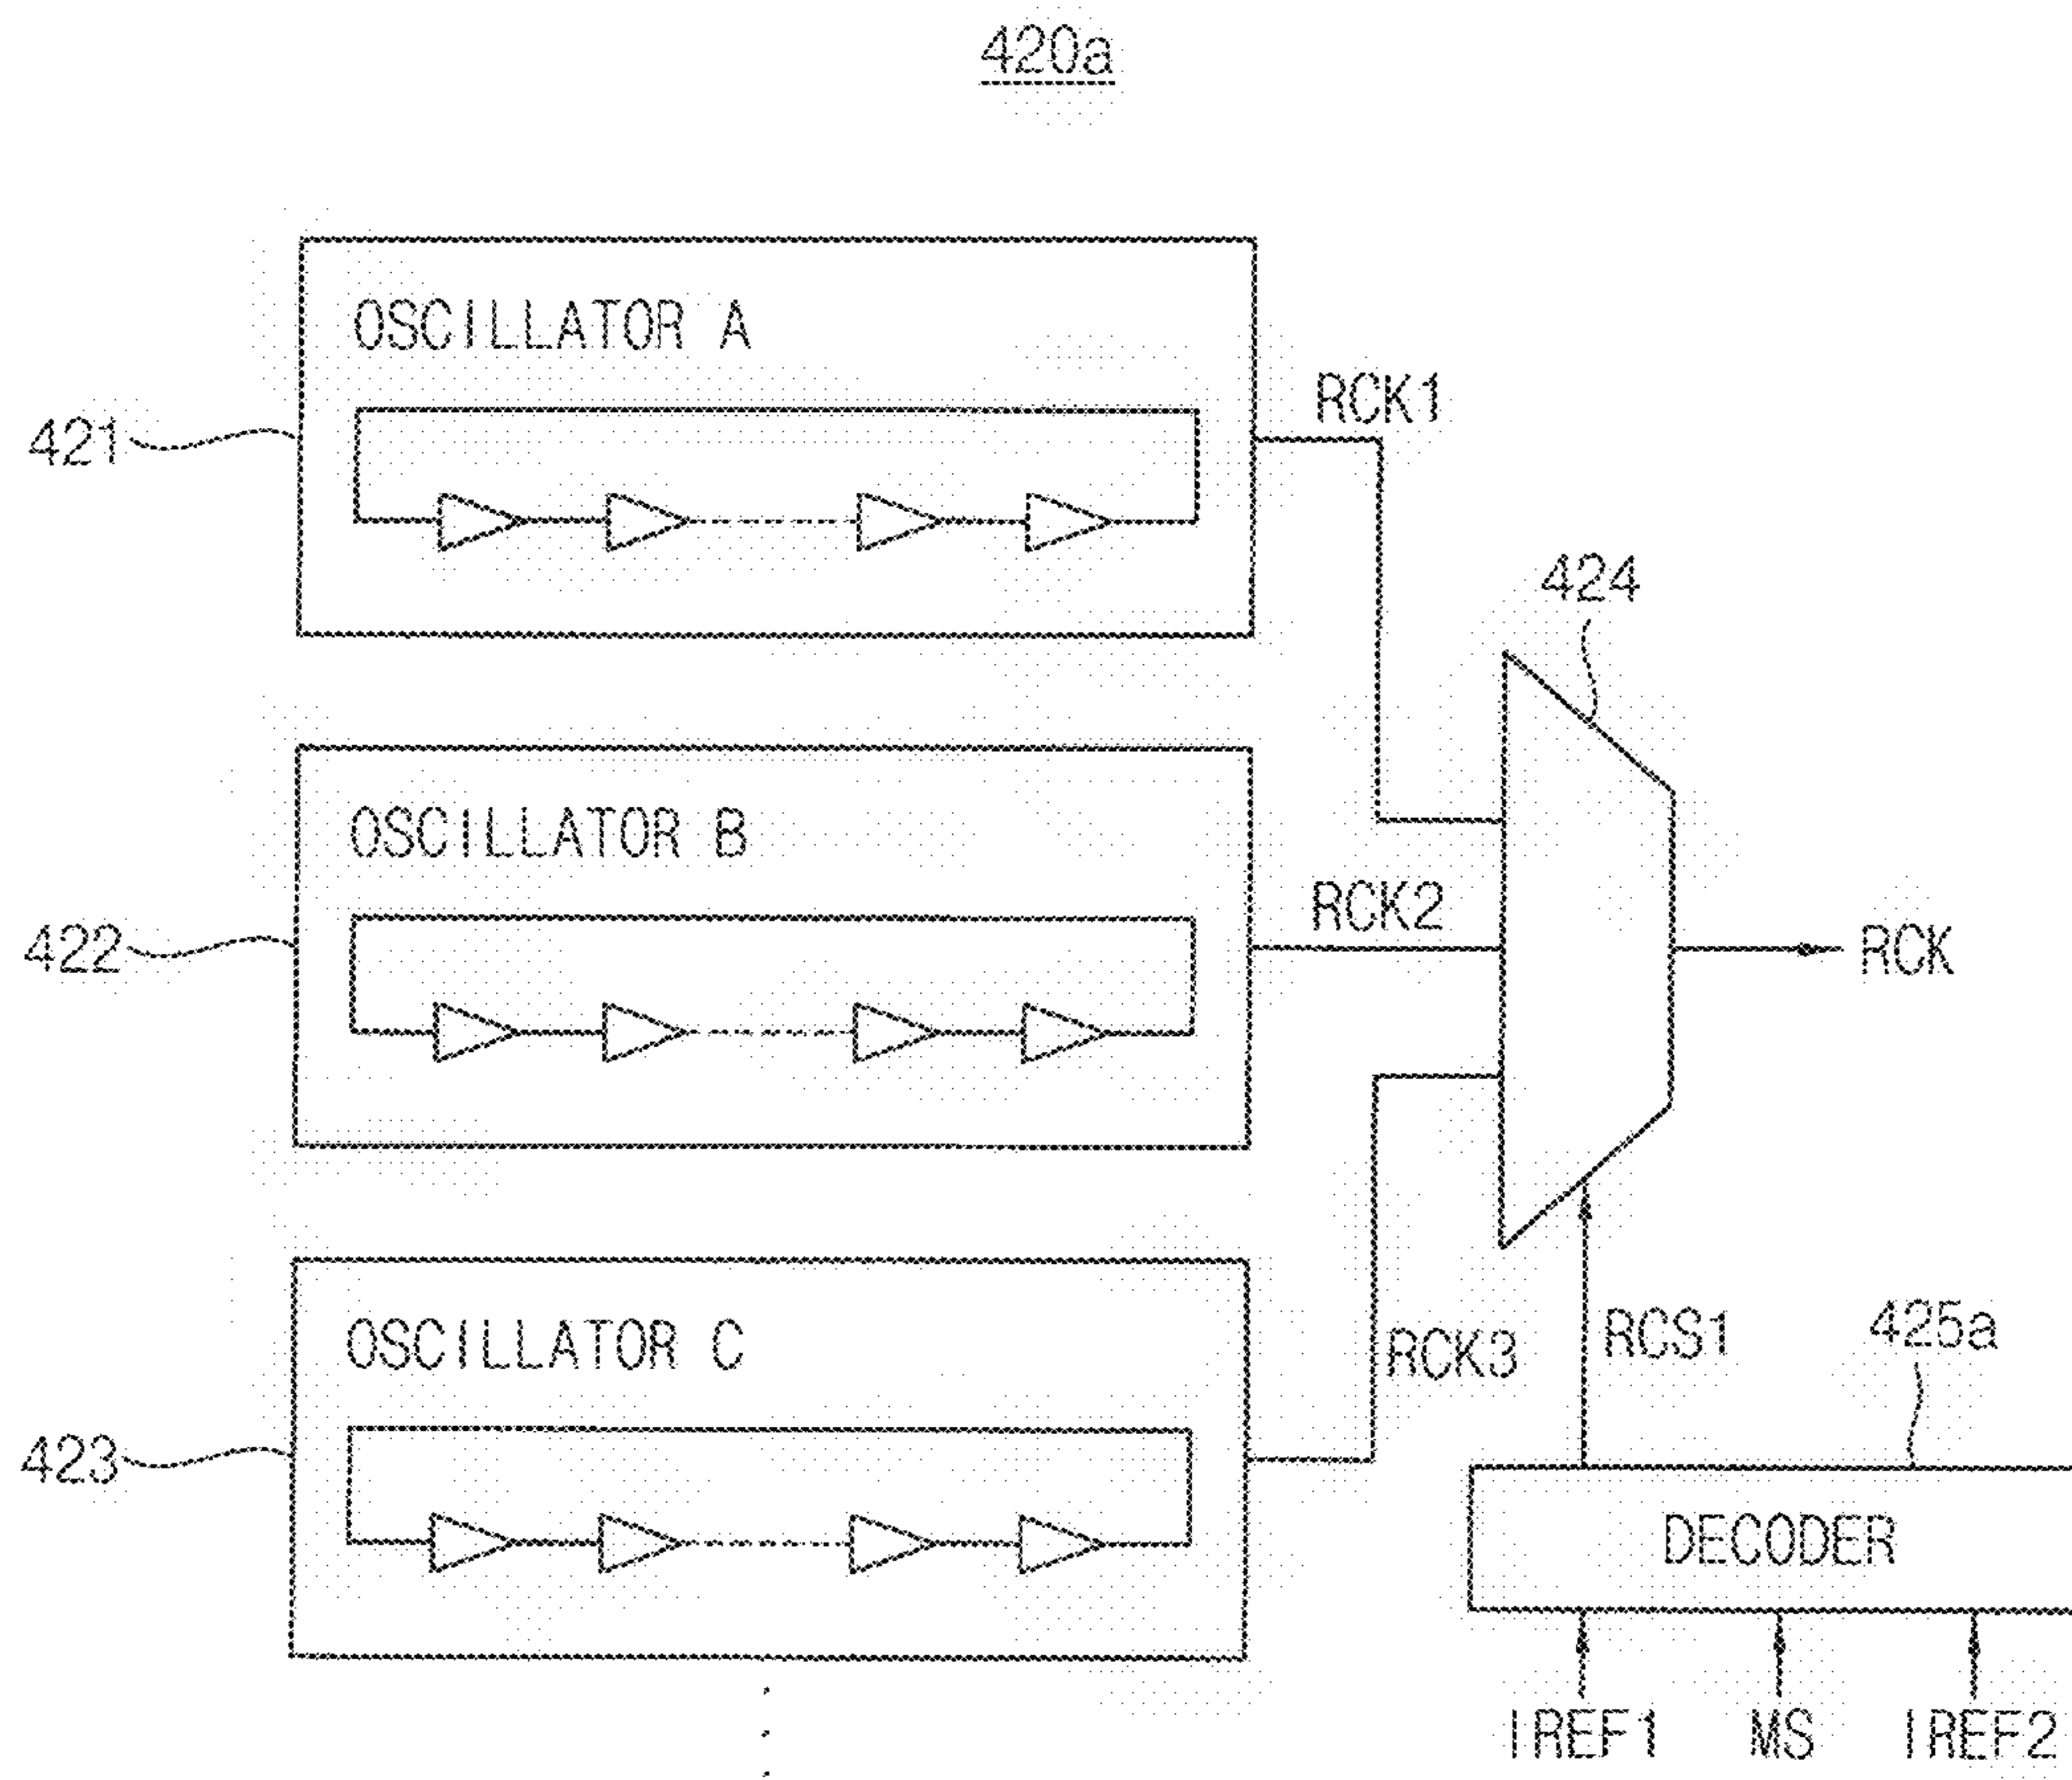 420a
OSCILLATOR A
RCK1
421
424
OSCILLATOR B
RCK2
422
RCK
OSCILLATOR C
RCK3
RCS1
425a
423
DECODER
IREF1
MS
IREF2